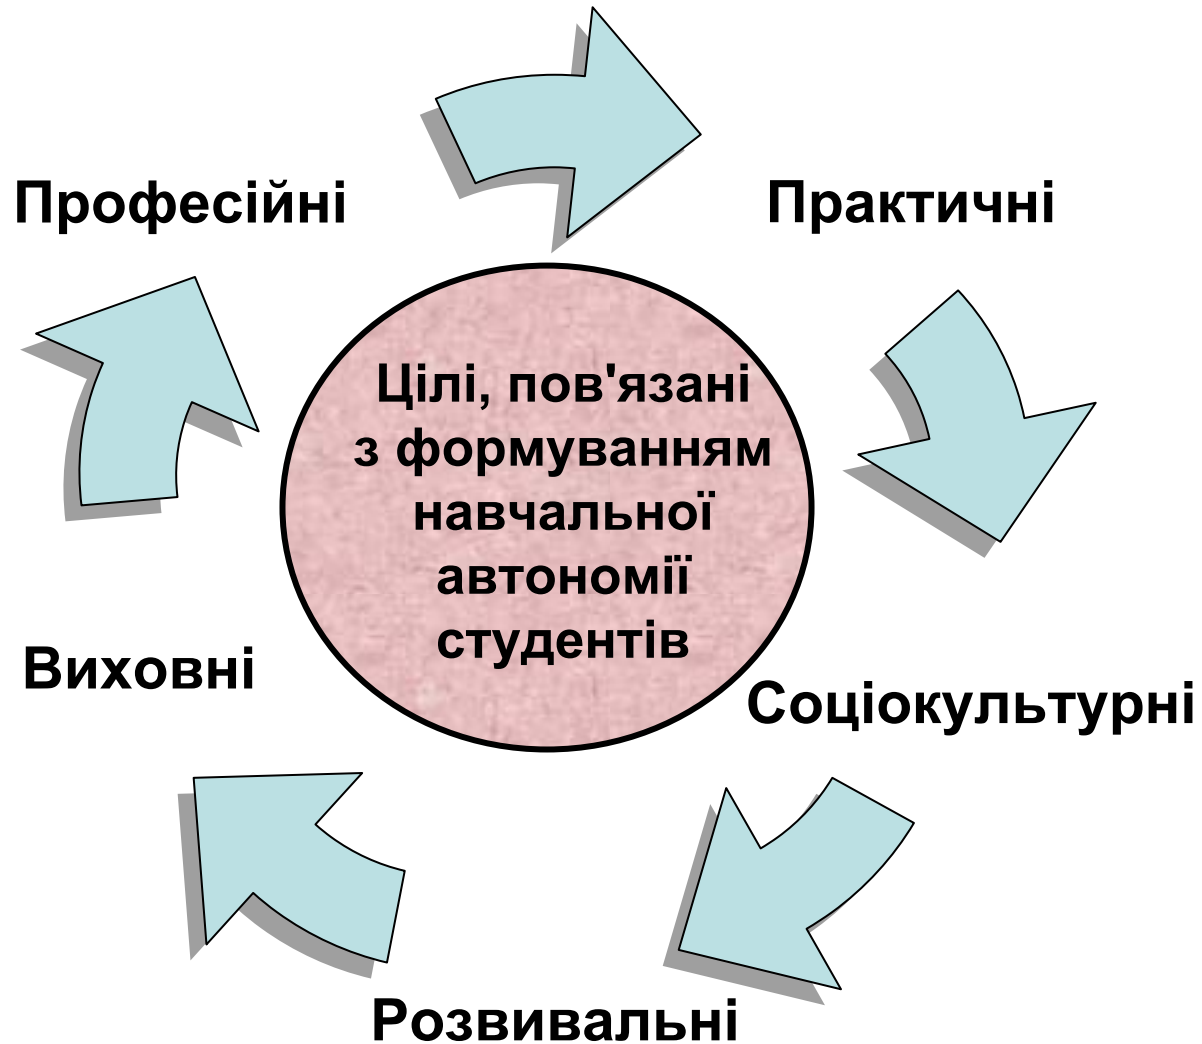 Професійні
Практичні
Цілі, пов'язані
з формуванням
навчальної
автономії
студентів
Виховні
Соціокультурні
Розвивальні